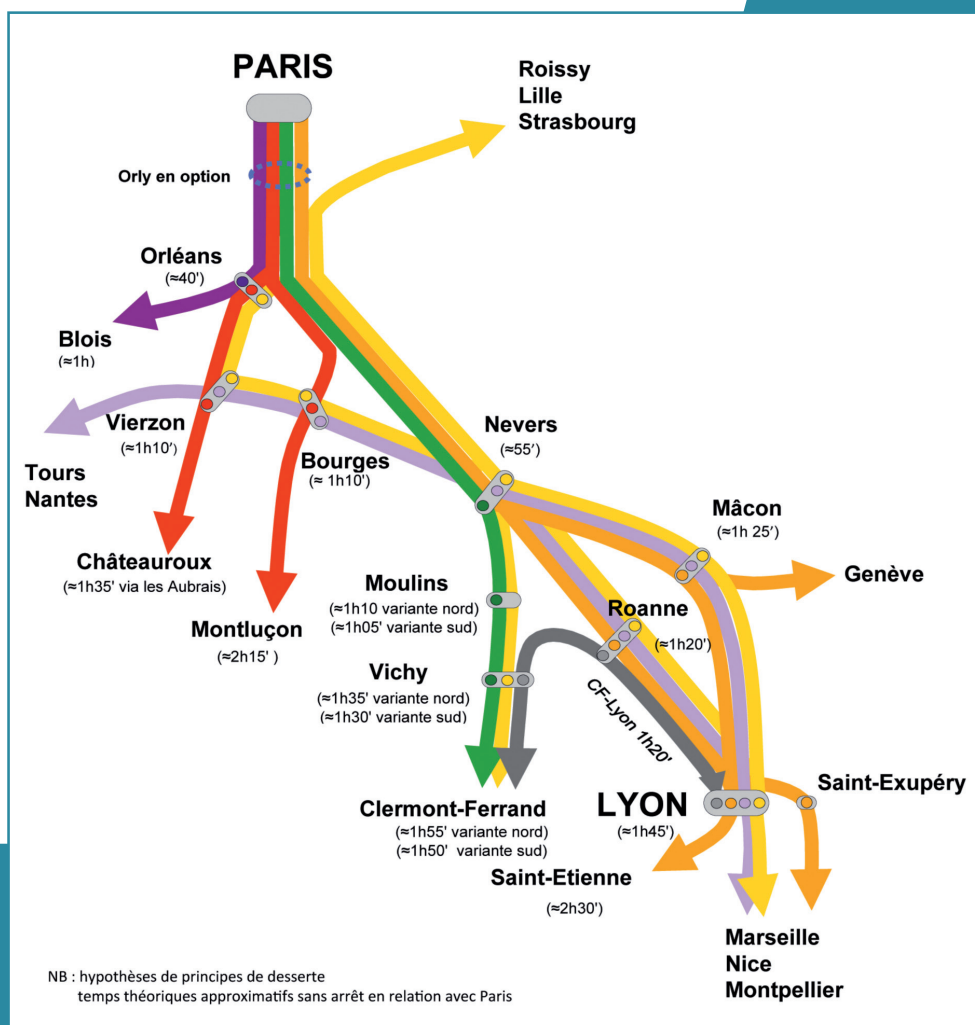 PARIS
Roissy
Lille
Strasbourg
Orly en option
Orléans
(≈40')
Blois
(≈1h)
Vierzon
(≈1h10’)
Tours
Nantes
Bourges
(≈ 1h10')
Nevers
(≈55’)
Mâcon
(≈1h 25’)
Genève
Châteauroux
(≈1h35' via les Aubrais)
Montluçon
(≈2h15' )
Moulins
(≈1h10 variante nord)
(≈1h05' variante sud)
Roanne
(≈1h20')
Vichy
(≈1h35' variante nord)
(≈1h30' variante sud)
CF-Lyon 1h20'
Clermont-Ferrand
(≈1h55' variante nord)
(≈1h50'  variante sud)
LYON
(≈1h45')
Saint-Exupéry
Saint-Etienne
(≈2h30’)
Marseille
Nice
Montpellier
NB : hypothèses de principes de desserte
temps théoriques approximatifs sans arrêt en relation avec Paris